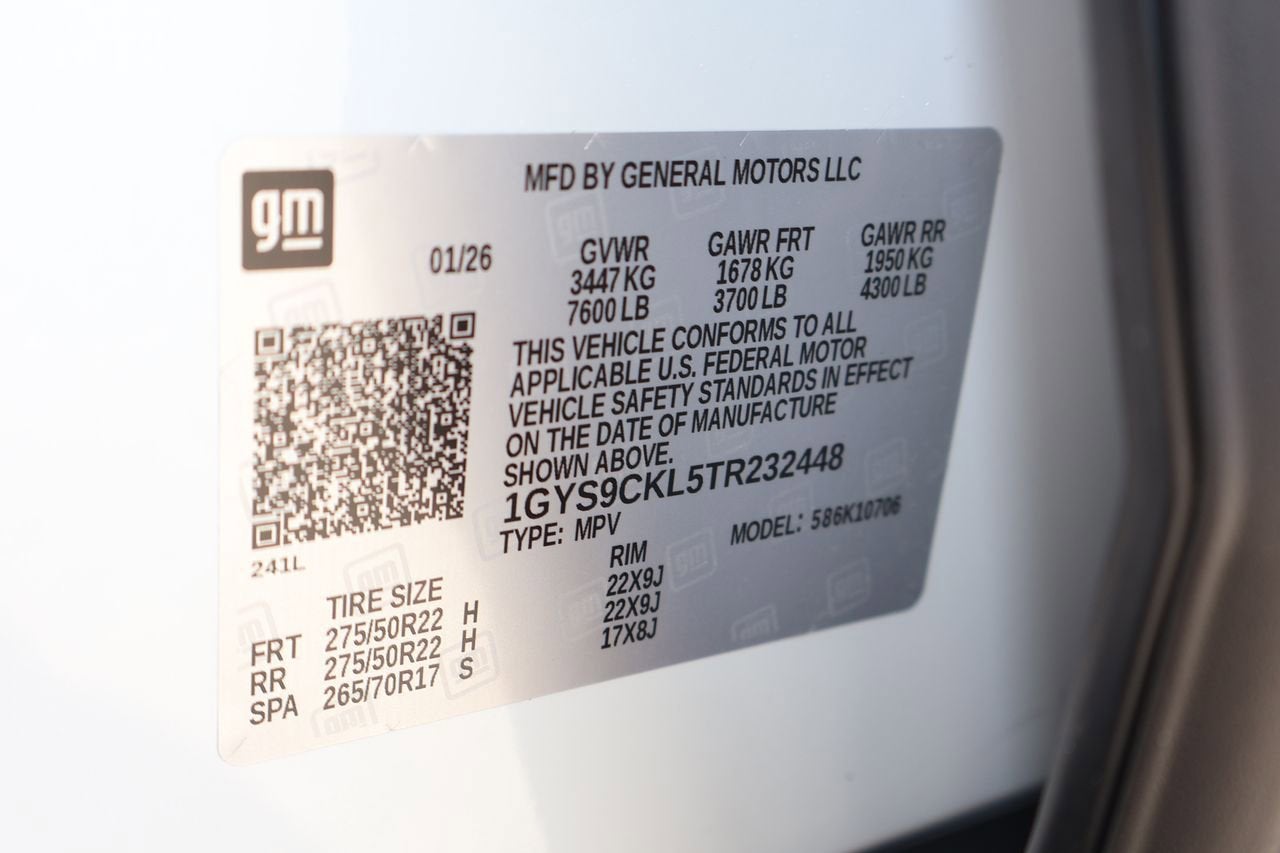 gm
MFD BY GENERAL MOTORS LLC
01/26
GVWR GAWR FRT GAWR RR
3447 KG 1678 KG 1950 KG
7600 LB 3700 LB 4300 LB
THIS VEHICLE CONFORMS TO ALL
APPLICABLE U.S. FEDERAL MOTOR
VEHICLE SAFETY STANDARDS IN EFFECT
ON THE DATE OF MANUFACTURE
SHOWN ABOVE.
1GYS9CKL5TR232448
TYPE: MPV MODEL: 586K10706
241L
TIRE SIZE RIM
FRT 275/50R22 H 22X9J
RR 275/50R22 H 22X9J
SPA 265/70R17 S 17X8J